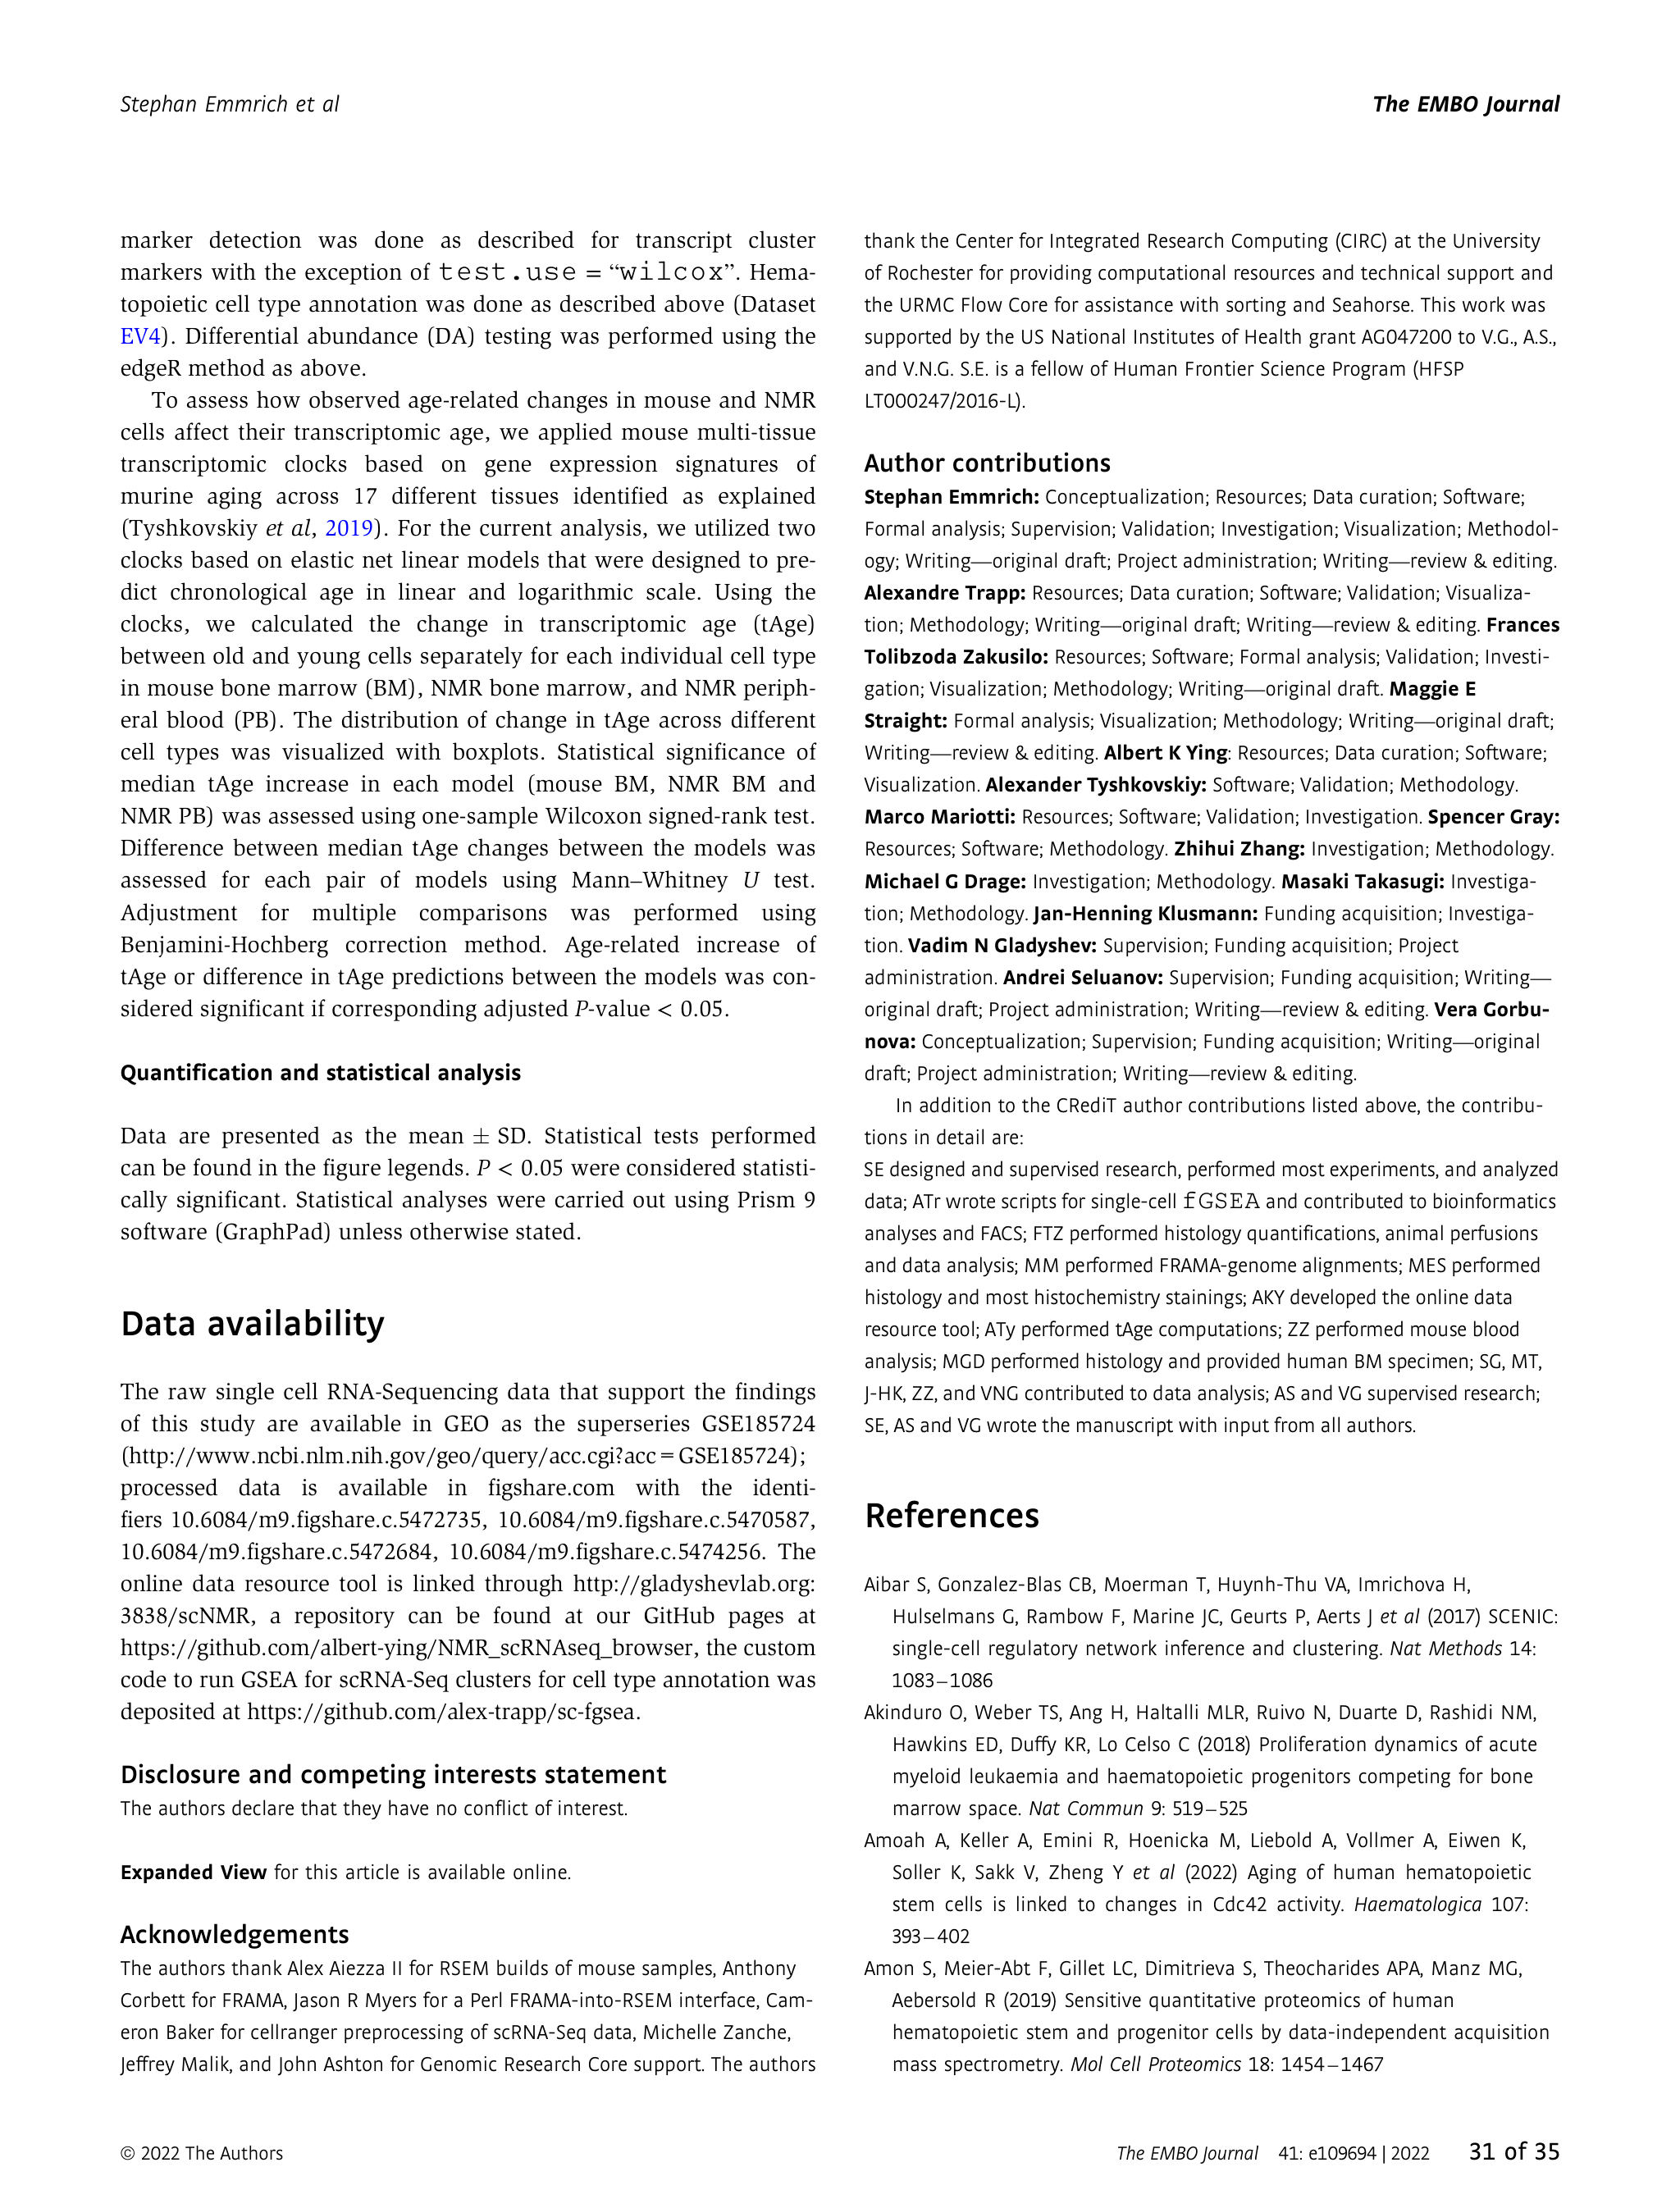 Stephan Emmrich et al
The EMBO Journal
marker detection was done as described for transcript cluster
markers with the exception of test.use = “wilcox”. Hema-
topoietic cell type annotation was done as described above (Dataset
EV4). Differential abundance (DA) testing was performed using the
edgeR method as above.
To assess how observed age-related changes in mouse and NMR
cells affect their transcriptomic age, we applied mouse multi-tissue
transcriptomic clocks based on gene expression signatures of
murine aging across 17 different tissues identified as explained
(Tyshkovskiy et al, 2019). For the current analysis, we utilized two
clocks based on elastic net linear models that were designed to pre-
dict chronological age in linear and logarithmic scale. Using the
clocks, we calculated the change in transcriptomic age (tAge)
between old and young cells separately for each individual cell type
in mouse bone marrow (BM), NMR bone marrow, and NMR periph-
eral blood (PB). The distribution of change in tAge across different
cell types was visualized with boxplots. Statistical significance of
median tAge increase in each model (mouse BM, NMR BM and
NMR PB) was assessed using one-sample Wilcoxon signed-rank test.
Difference between median tAge changes between the models was
assessed for each pair of models using Mann–Whitney U test.
Adjustment for multiple comparisons was performed using
Benjamini-Hochberg correction method. Age-related increase of
tAge or difference in tAge predictions between the models was con-
sidered significant if corresponding adjusted P-value < 0.05.
Quantification and statistical analysis
Data are presented as the mean ± SD. Statistical tests performed
can be found in the figure legends. P < 0.05 were considered statisti-
cally significant. Statistical analyses were carried out using Prism 9
software (GraphPad) unless otherwise stated.
Data availability
The raw single cell RNA-Sequencing data that support the findings
of this study are available in GEO as the superseries GSE185724
(http://www.ncbi.nlm.nih.gov/geo/query/acc.cgi?acc=GSE185724);
processed data is available in figshare.com with the identi-
fiers 10.6084/m9.figshare.c.5472735, 10.6084/m9.figshare.c.5470587,
10.6084/m9.figshare.c.5472684, 10.6084/m9.figshare.c.5474256. The
online data resource tool is linked through http://gladyshevlab.org:
3838/scNMR, a repository can be found at our GitHub pages at
https://github.com/albert-ying/NMR_scRNAseq_browser, the custom
code to run GSEA for scRNA-Seq clusters for cell type annotation was
deposited at https://github.com/alex-trapp/sc-fgsea.
Disclosure and competing interests statement
The authors declare that they have no conflict of interest.
Expanded View for this article is available online.
Acknowledgements
The authors thank Alex Aiezza II for RSEM builds of mouse samples, Anthony
Corbett for FRAMA, Jason R Myers for a Perl FRAMA-into-RSEM interface, Cam-
eron Baker for cellranger preprocessing of scRNA-Seq data, Michelle Zanche,
Jeffrey Malik, and John Ashton for Genomic Research Core support. The authors
thank the Center for Integrated Research Computing (CIRC) at the University
of Rochester for providing computational resources and technical support and
the URMC Flow Core for assistance with sorting and Seahorse. This work was
supported by the US National Institutes of Health grant AG047200 to V.G., A.S.,
and V.N.G. S.E. is a fellow of Human Frontier Science Program (HFSP
LT000247/2016-L).
Author contributions
Stephan Emmrich: Conceptualization; Resources; Data curation; Software;
Formal analysis; Supervision; Validation; Investigation; Visualization; Methodol-
ogy; Writing—original draft; Project administration; Writing—review & editing.
Alexandre Trapp: Resources; Data curation; Software; Validation; Visualiza-
tion; Methodology; Writing—original draft; Writing—review & editing. Frances
Tolibzoda Zakusilo: Resources; Software; Formal analysis; Validation; Investi-
gation; Visualization; Methodology; Writing—original draft. Maggie E
Straight: Formal analysis; Visualization; Methodology; Writing—original draft;
Writing—review & editing. Albert K Ying: Resources; Data curation; Software;
Visualization. Alexander Tyshkovskiy: Software; Validation; Methodology.
Marco Mariotti: Resources; Software; Validation; Investigation. Spencer Gray:
Resources; Software; Methodology. Zhihui Zhang: Investigation; Methodology.
Michael G Drage: Investigation; Methodology. Masaki Takasugi: Investiga-
tion; Methodology. Jan-Henning Klusmann: Funding acquisition; Investiga-
tion. Vadim N Gladyshev: Supervision; Funding acquisition; Project
administration. Andrei Seluanov: Supervision; Funding acquisition; Writing—
original draft; Project administration; Writing—review & editing. Vera Gorbu-
nova: Conceptualization; Supervision; Funding acquisition; Writing—original
draft; Project administration; Writing—review & editing.
In addition to the CRediT author contributions listed above, the contribu-
tions in detail are:
SE designed and supervised research, performed most experiments, and analyzed
data; ATr wrote scripts for single-cell fGSEA and contributed to bioinformatics
analyses and FACS; FTZ performed histology quantifications, animal perfusions
and data analysis; MM performed FRAMA-genome alignments; MES performed
histology and most histochemistry stainings; AKY developed the online data
resource tool; ATy performed tAge computations; ZZ performed mouse blood
analysis; MGD performed histology and provided human BM specimen; SG, MT,
J-HK, ZZ, and VNG contributed to data analysis; AS and VG supervised research;
SE, AS and VG wrote the manuscript with input from all authors.
References
Aibar S, Gonzalez-Blas CB, Moerman T, Huynh-Thu VA, Imrichova H,
Hulselmans G, Rambow F, Marine JC, Geurts P, Aerts J et al (2017) SCENIC:
single-cell regulatory network inference and clustering. Nat Methods 14:
1083–1086
Akinduro O, Weber TS, Ang H, Haltalli MLR, Ruivo N, Duarte D, Rashidi NM,
Hawkins ED, Duffy KR, Lo Celso C (2018) Proliferation dynamics of acute
myeloid leukaemia and haematopoietic progenitors competing for bone
marrow space. Nat Commun 9: 519–525
Amoah A, Keller A, Emini R, Hoenicka M, Liebold A, Vollmer A, Eiwen K,
Soller K, Sakk V, Zheng Y et al (2022) Aging of human hematopoietic
stem cells is linked to changes in Cdc42 activity. Haematologica 107:
393–402
Amon S, Meier-Abt F, Gillet LC, Dimitrieva S, Theocharides APA, Manz MG,
Aebersold R (2019) Sensitive quantitative proteomics of human
hematopoietic stem and progenitor cells by data-independent acquisition
mass spectrometry. Mol Cell Proteomics 18: 1454–1467
© 2022 The Authors
The EMBO Journal 41: e109694 | 2022 31 of 35